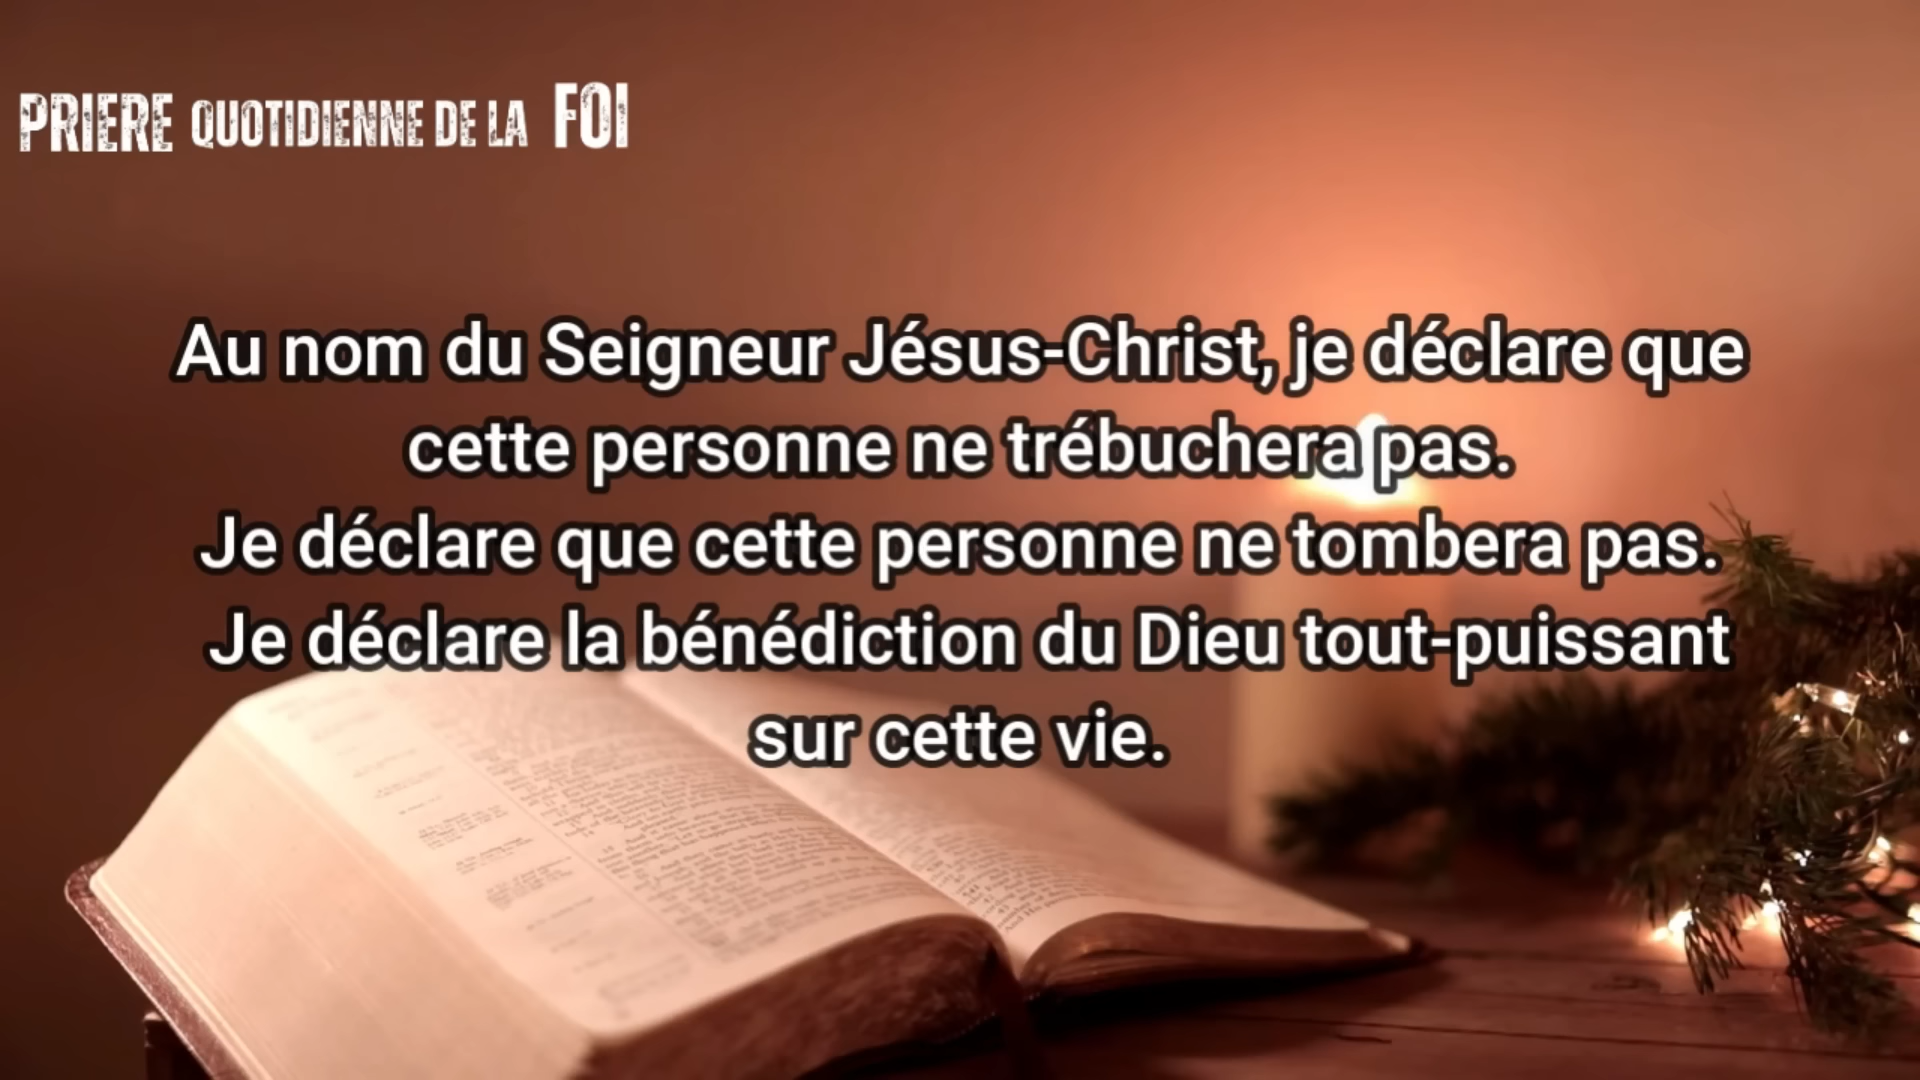 PRIERE QUOTIDIENNE DE LA FOI
Au nom du Seigneur Jésus-Christ, je déclare que
cette personne ne trébuchera pas.
Je déclare que cette personne ne tombera pas.
Je déclare la bénédiction du Dieu tout-puissant
sur cette vie.